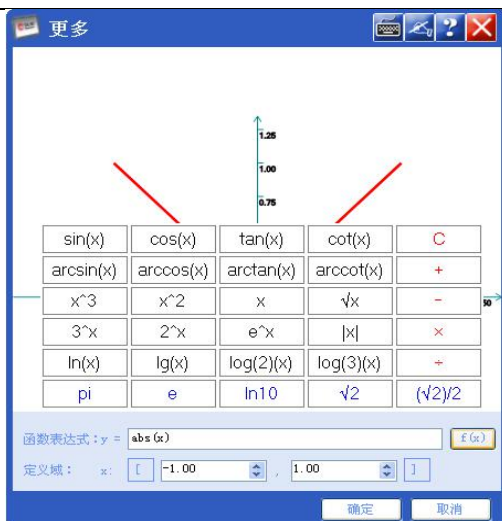 更多
1.25
1.00
0.75
sin(x) cos(x) tan(x) cot(x) C
arcsin(x) arccos(x) arctan(x) arccot(x) +
x^3 x^2 x √x - 50
3^x 2^x e^x |x| ×
ln(x) lg(x) log(2)(x) log(3)(x) ÷
pi e ln10 √2 (√2)/2
函数表达式：y = abs(x) f(x)
定义域： x: [ -1.00 , 1.00 ]
确定 取消